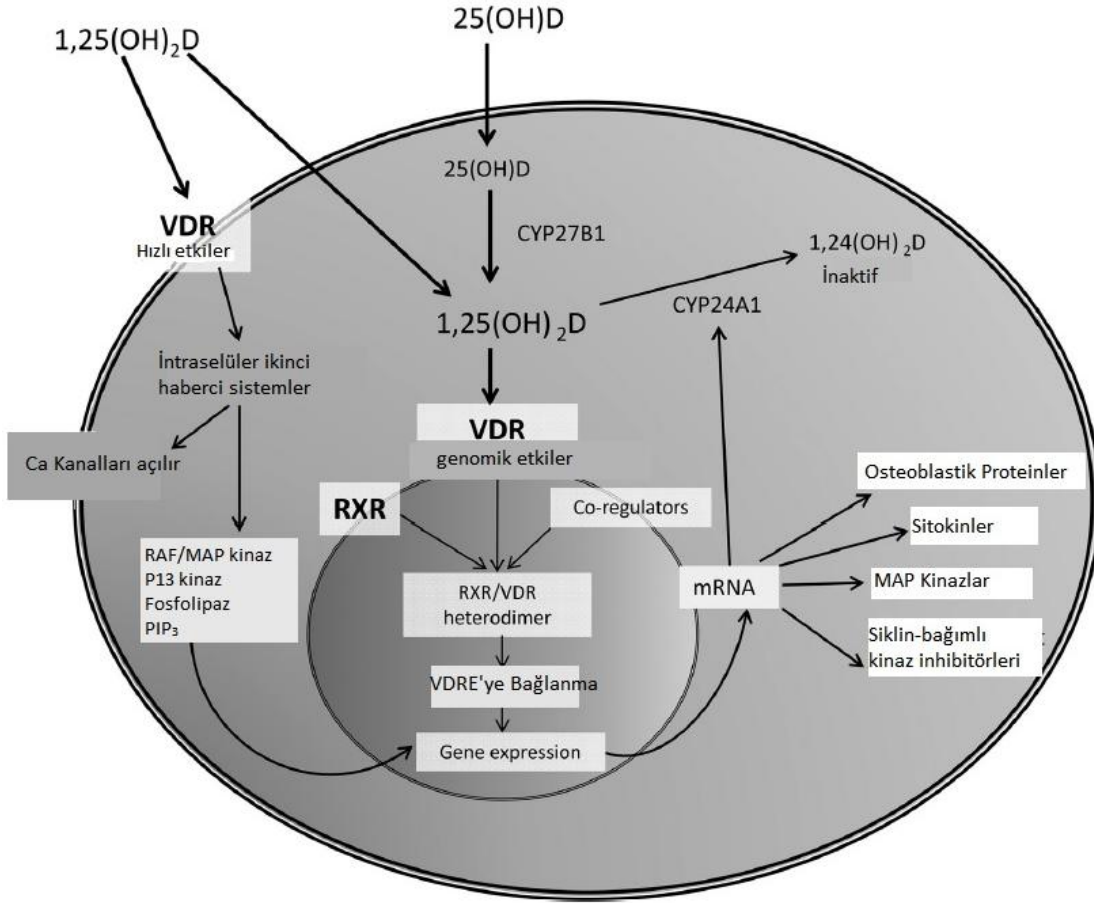 25(OH)D
1,25(OH)₂D
25(OH)D
VDR
Hızlı etkiler
CYP27B1
1,24(OH)₂D
İnaktif
1,25(OH)₂D
CYP24A1
İntraselüler ikinci
haberci sistemler
VDR
genomik etkiler
Ca Kanalları açılır
RXR
Co-regulators
Osteoblastik Proteinler
Sitokinler
RAF/MAP kinaz
P13 kinaz
Fosfolipaz
PIP₃
RXR/VDR
heterodimer
mRNA
MAP Kinazlar
Siklin-bağımlı
kinaz inhibitörleri
VDRE'ye Bağlanma
Gene expression